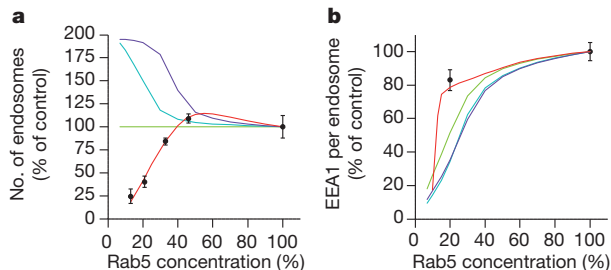 a
No. of endosomes
(% of control)
200
175
150
125
100
75
50
25
0
0 20 40 60 80 100
Rab5 concentration (%)
b
EEA1 per endosome
(% of control)
100
80
60
40
20
0
0 20 40 60 80 100
Rab5 concentration (%)